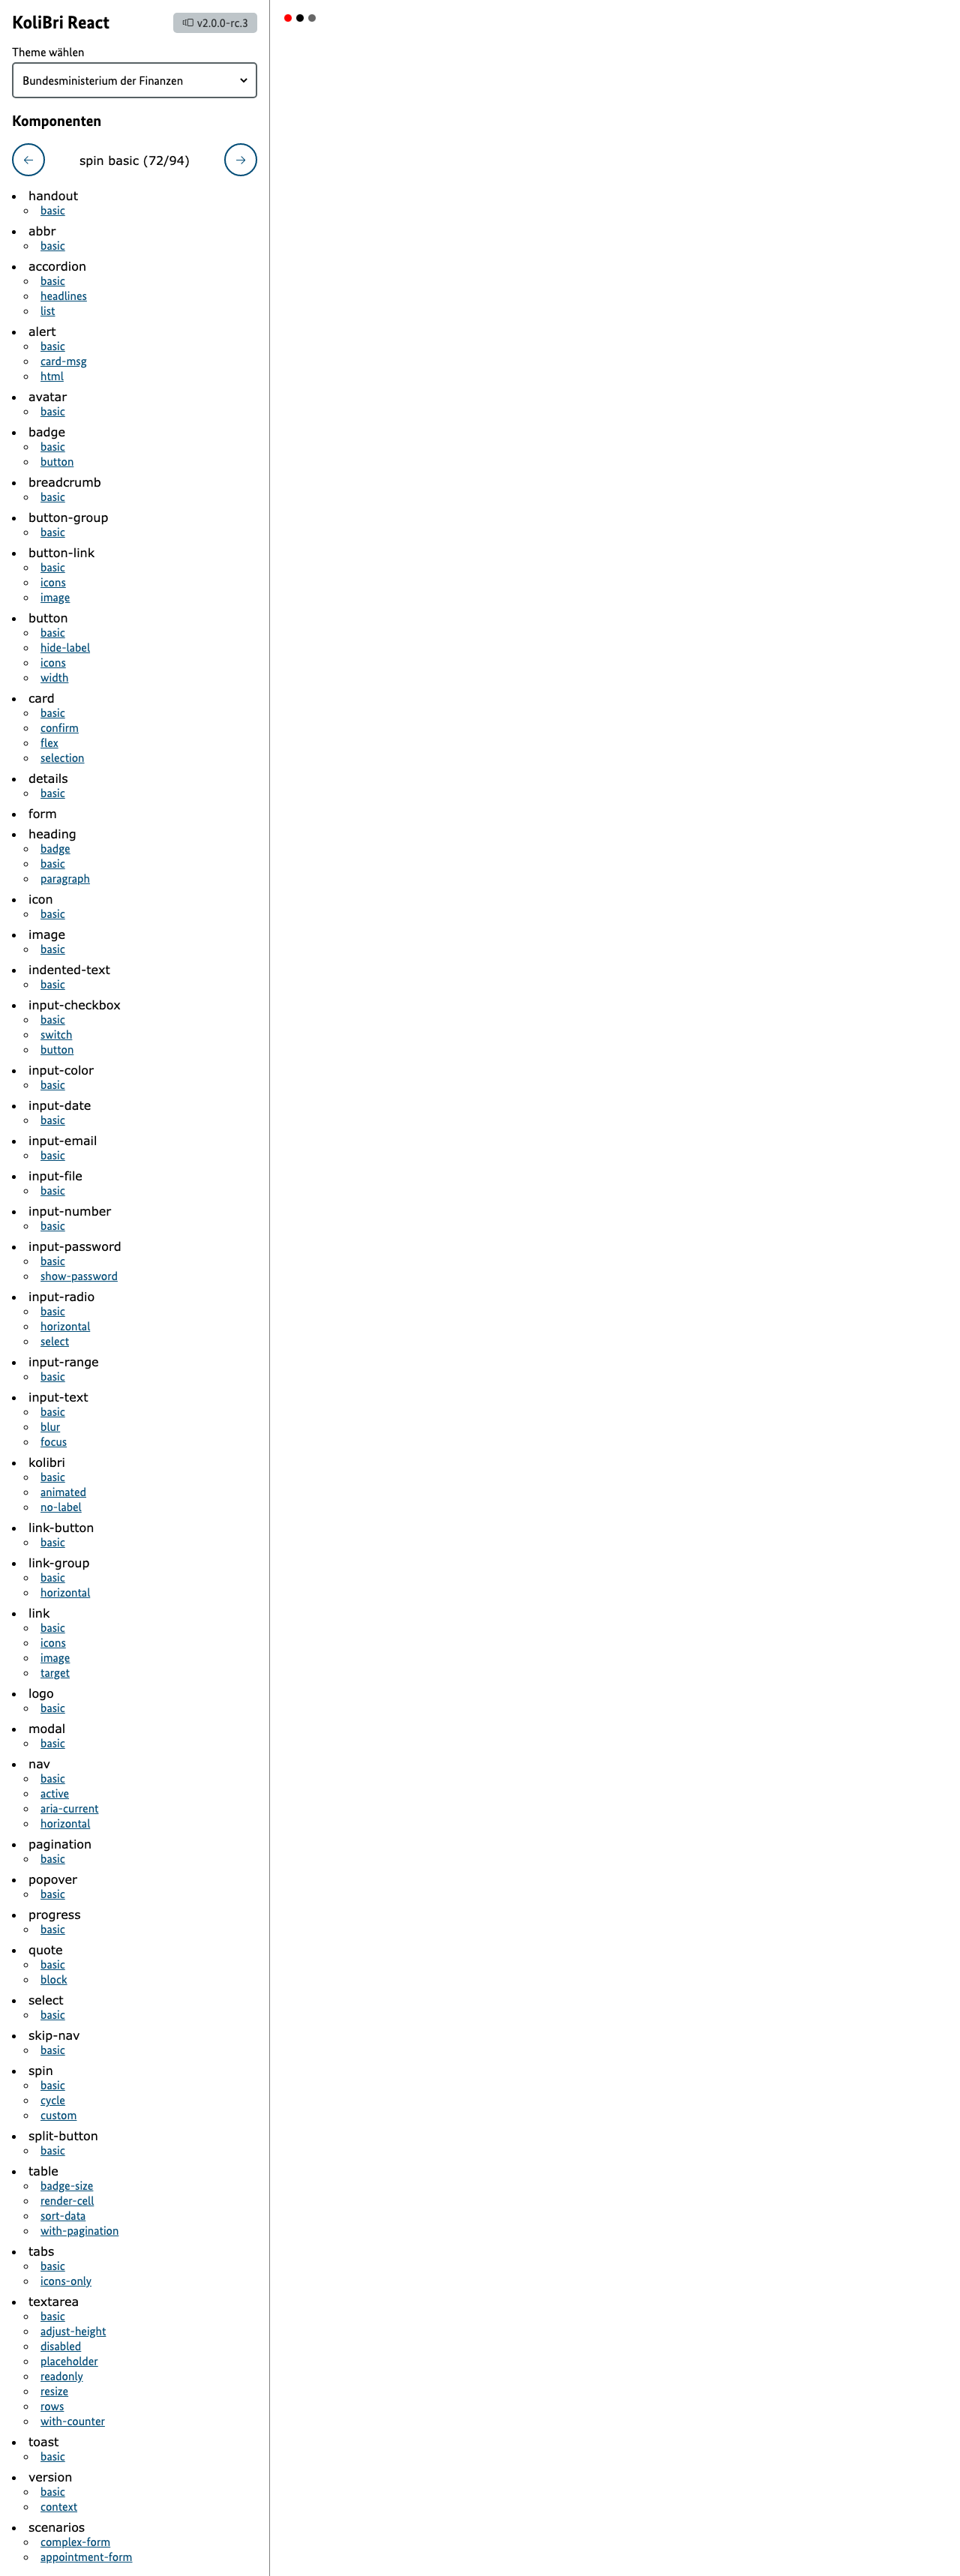 KoliBri React
v2.0.0-rc.3
Theme wählen
Bundesministerium der Finanzen
Komponenten
spin basic (72/94)
handout
basic
abbr
basic
accordion
basic
headlines
list
alert
basic
card-msg
html
avatar
basic
badge
basic
button
breadcrumb
basic
button-group
basic
button-link
basic
icons
image
button
basic
hide-label
icons
width
card
basic
confirm
flex
selection
details
basic
form
heading
badge
basic
paragraph
icon
basic
image
basic
indented-text
basic
input-checkbox
basic
switch
button
input-color
basic
input-date
basic
input-email
basic
input-file
basic
input-number
basic
input-password
basic
show-password
input-radio
basic
horizontal
select
input-range
basic
input-text
basic
blur
focus
kolibri
basic
animated
no-label
link-button
basic
link-group
basic
horizontal
link
basic
icons
image
target
logo
basic
modal
basic
nav
basic
active
aria-current
horizontal
pagination
basic
popover
basic
progress
basic
quote
basic
block
select
basic
skip-nav
basic
spin
basic
cycle
custom
split-button
basic
table
badge-size
render-cell
sort-data
with-pagination
tabs
basic
icons-only
textarea
basic
adjust-height
disabled
placeholder
readonly
resize
rows
with-counter
toast
basic
version
basic
context
scenarios
complex-form
appointment-form